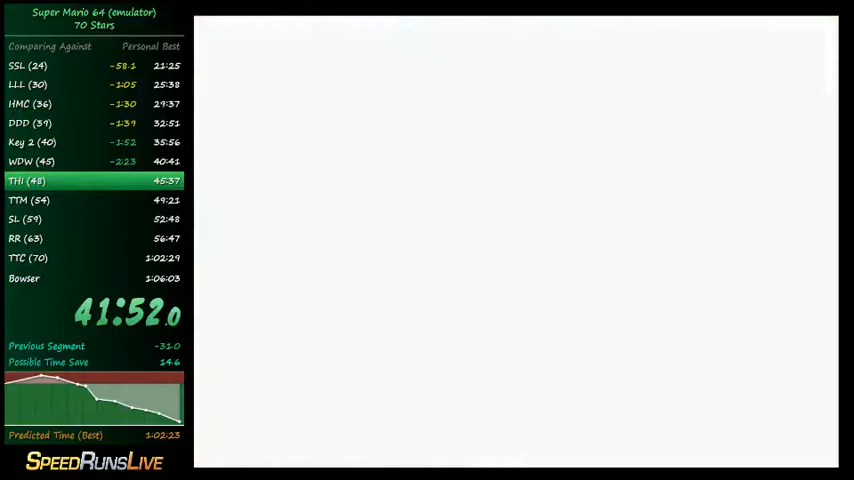 Super Mario 64 (emulator)
70 Stars
Comparing Against Personal Best
SSL (24) -58.1 21:25
LLL (30) -1:05 25:38
HMC (36) -1:30 29:37
DDD (39) -1:39 32:51
Key 2 (40) -1:52 35:56
WDW (45) -2:23 40:41
THI (48) 45:37
TTM (54) 49:21
SL (59) 52:48
RR (63) 56:47
TTC (70) 1:02:29
Bowser 1:06:03
41:52.0
Previous Segment -31.0
Possible Time Save 14.6
Predicted Time (Best) 1:02:23
SPEEDRUNSLIVE